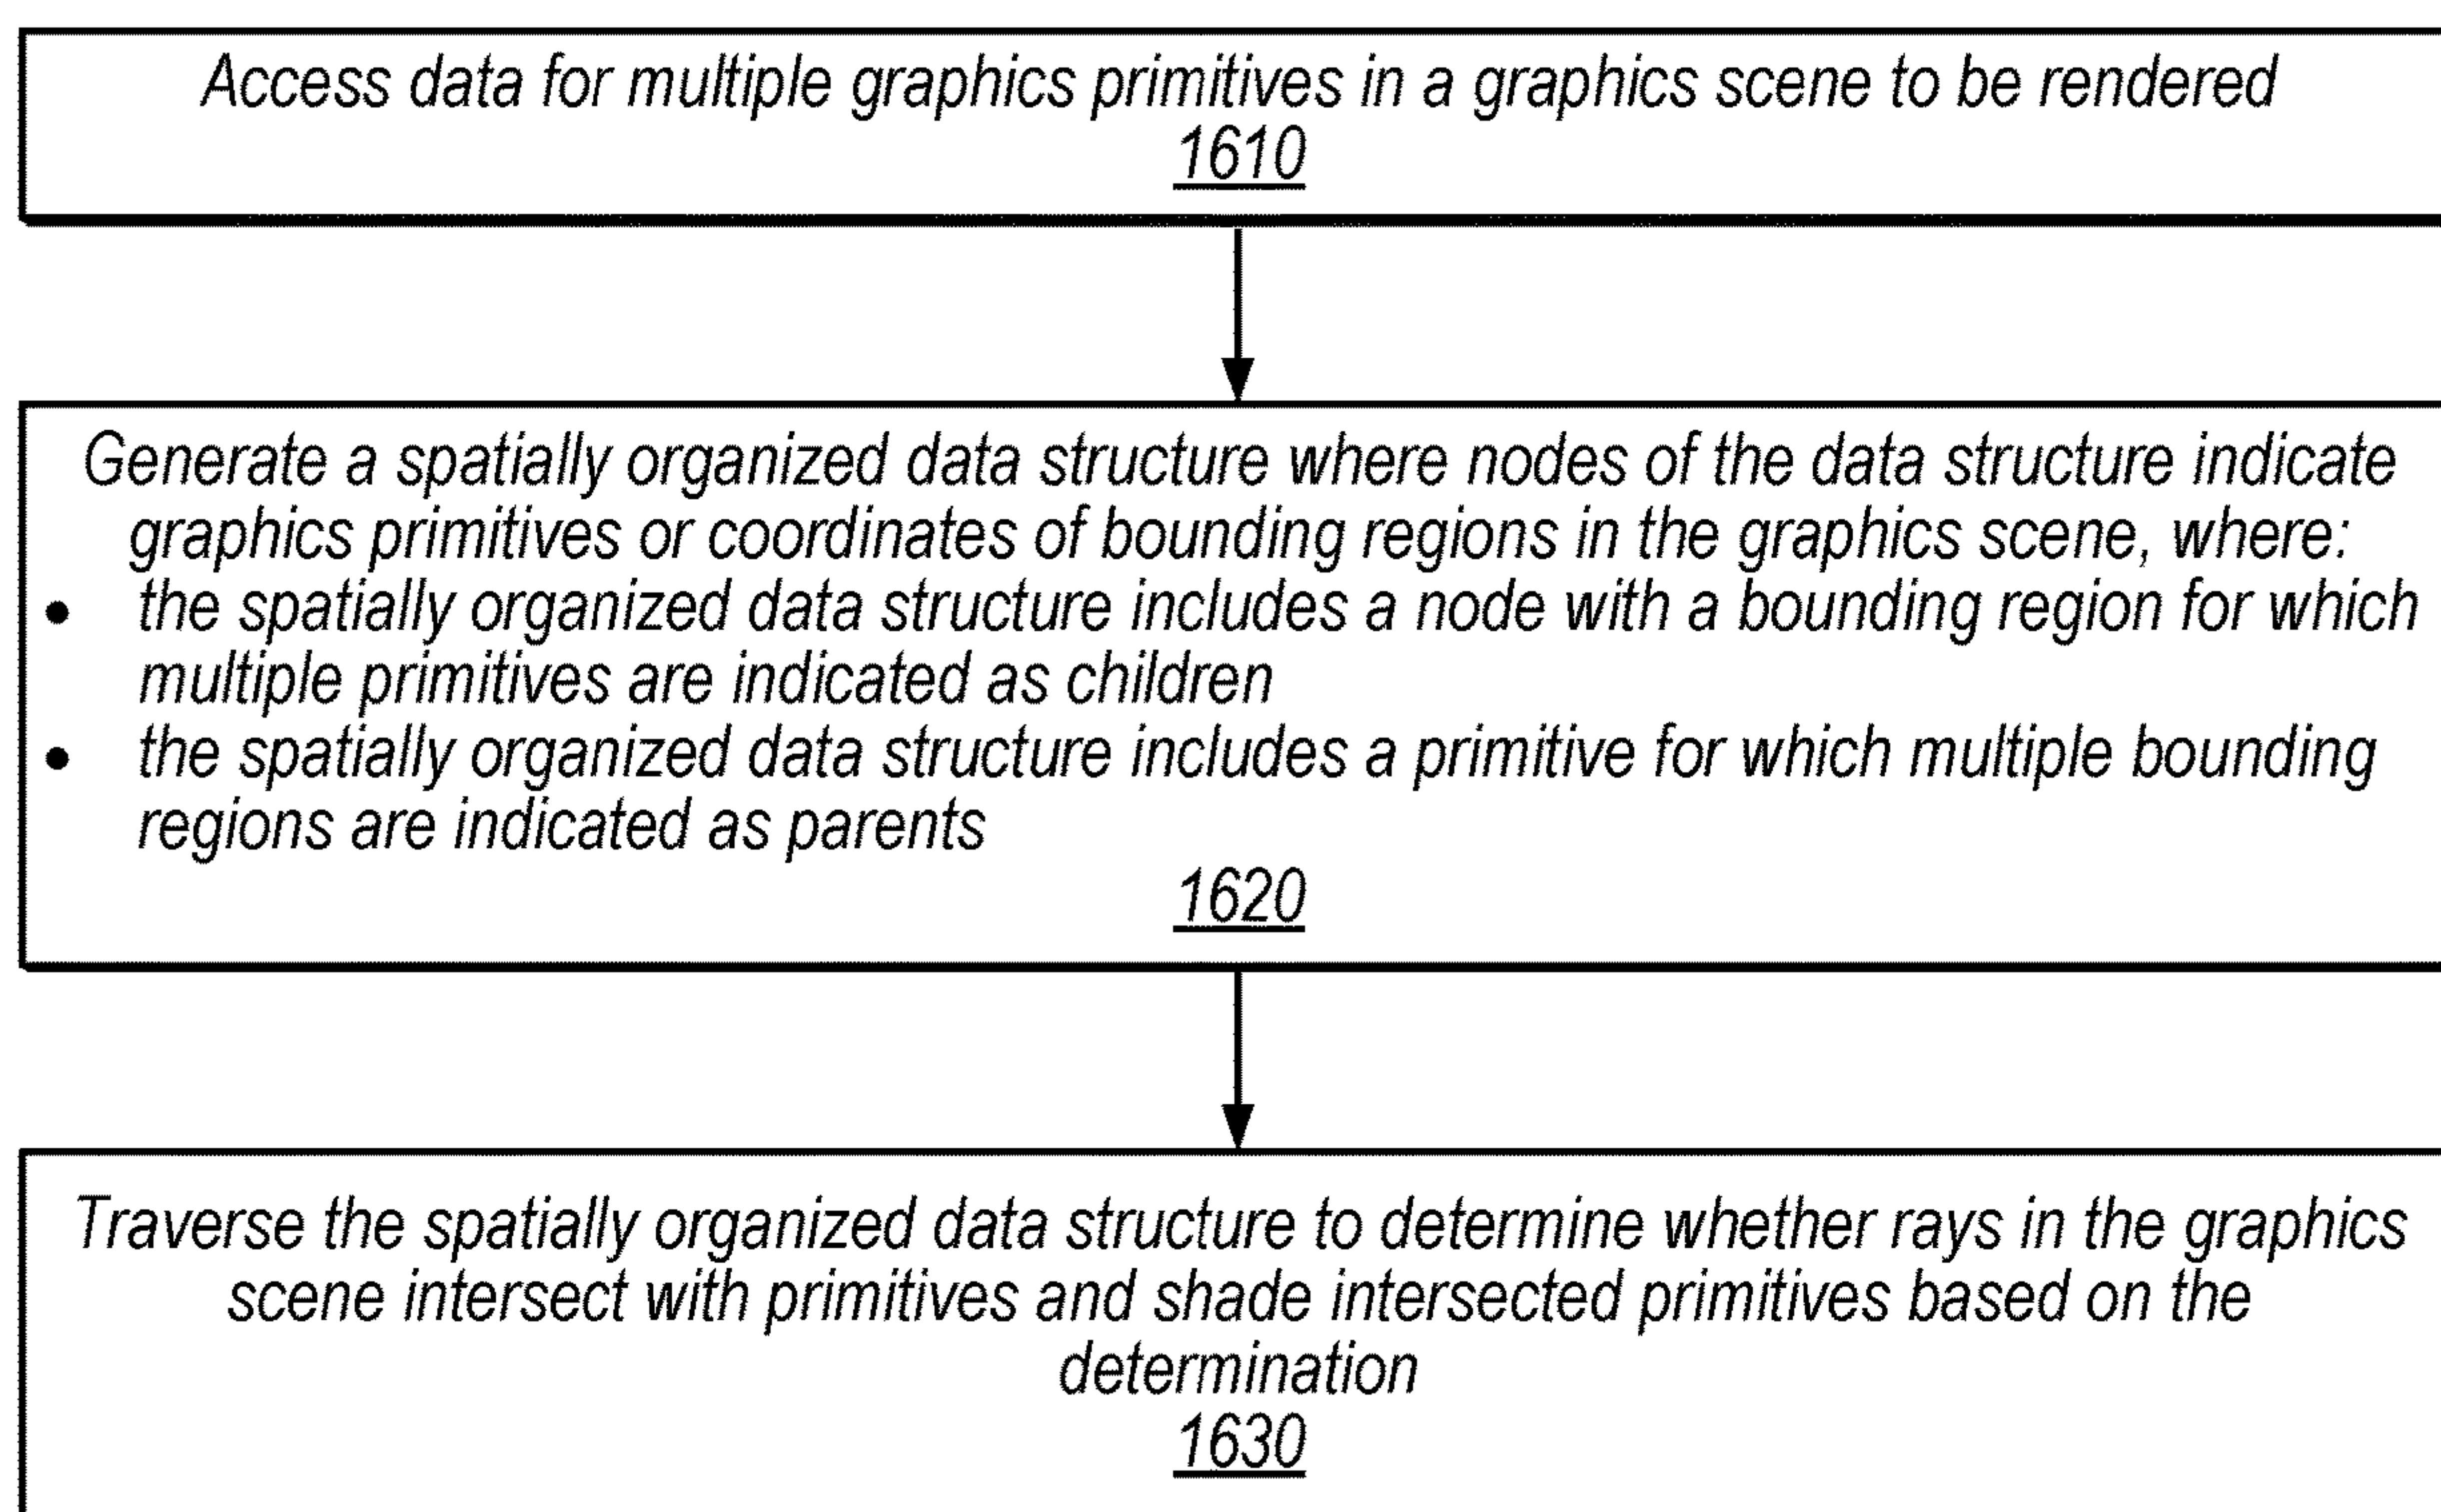 Access data for multiple graphics primitives in a graphics scene to be rendered
1610
Generate a spatially organized data structure where nodes of the data structure indicate
graphics primitives or coordinates of bounding regions in the graphics scene, where:
• the spatially organized data structure includes a node with a bounding region for which
multiple primitives are indicated as children
• the spatially organized data structure includes a primitive for which multiple bounding
regions are indicated as parents
1620
Traverse the spatially organized data structure to determine whether rays in the graphics
scene intersect with primitives and shade intersected primitives based on the
determination
1630